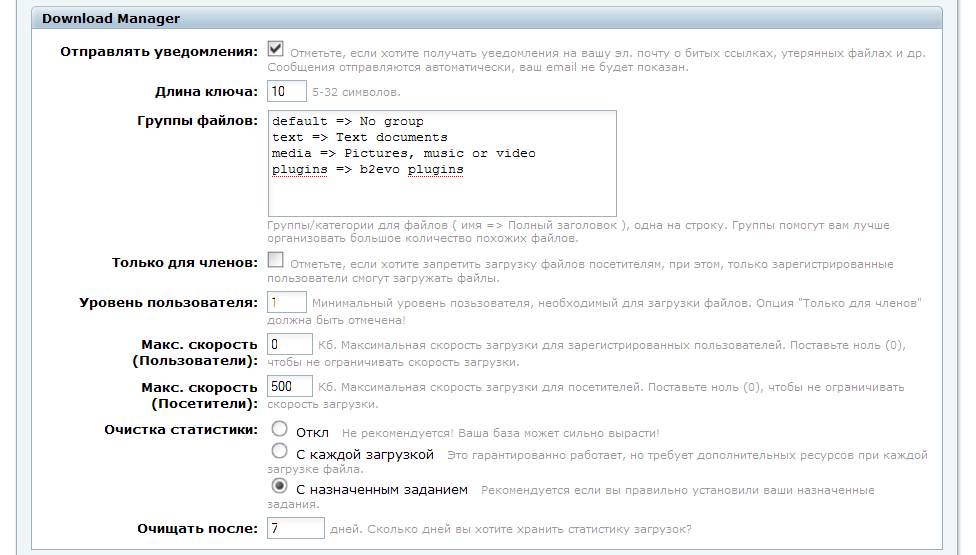 Download Manager
Отправлять уведомления: Отметьте, если хотите получать уведомления на вашу эл. почту о битых ссылках, утерянных файлах и др.
Сообщения отправляются автоматически, ваш email не будет показан.
Длина ключа: 10 5-32 символов.
Группы файлов: default => No group
text => Text documents
media => Pictures, music or video
plugins => b2evo plugins
Группы/категории для файлов ( имя => Полный заголовок ), одна на строку. Группы помогут вам лучше
организовать большое количество похожих файлов.
Только для членов: Отметьте, если хотите запретить загрузку файлов посетителям, при этом, только зарегистрированные
пользователи смогут загружать файлы.
Уровень пользователя: 1 Минимальный уровень позьзователя, необходимый для загрузки файлов. Опция "Только для членов"
должна быть отмечена!
Макс. скорость 0 Кб. Максимальная скорость загрузки для зарегистрированных пользователей. Поставьте ноль (0),
(Пользователи): чтобы не ограничивать скорость загрузки.
Макс. скорость 500 Кб. Максимальная скорость загрузки для посетителей. Поставьте ноль (0), чтобы не ограничивать
(Посетители): скорость загрузки.
Очистка статистики: Откл Не рекомендуется! Ваша база может сильно вырасти!
С каждой загрузкой Это гарантированно работает, но требует дополнительных ресурсов при каждой
загрузке файла.
С назначенным заданием Рекомендуется если вы правильно установили ваши назначенные
задания.
Очищать после: 7 дней. Сколько дней вы хотите хранить статистику загрузок?